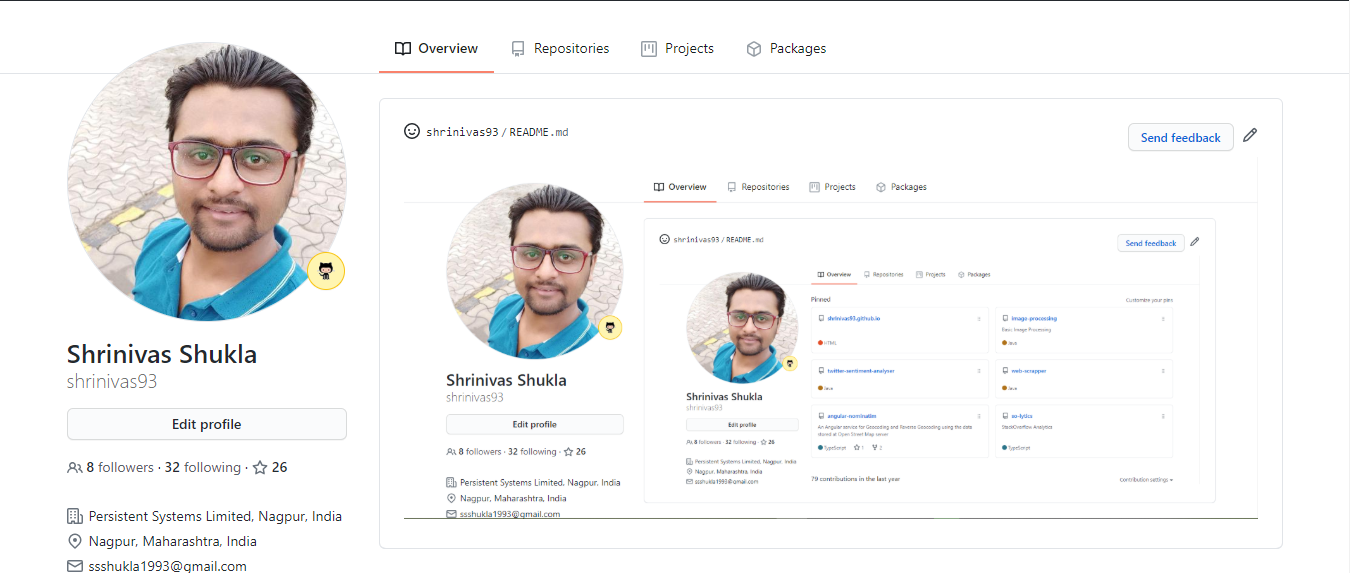 Overview Repositories Projects Packages
shrinivas93 / README.md
Send feedback
Shrinivas Shukla
shrinivas93
Edit profile
8 followers · 32 following · 26
Persistent Systems Limited, Nagpur, India
Nagpur, Maharashtra, India
ssshukla1993@gmail.com
Overview Repositories Projects Packages
shrinivas93 / README.md
Send feedback
Shrinivas Shukla
shrinivas93
Edit profile
8 followers · 32 following · 26
Persistent Systems Limited, Nagpur, India
Nagpur, Maharashtra, India
ssshukla1993@gmail.com
Overview Repositories Projects Packages
Shrinivas Shukla
shrinivas93
Edit profile
8 followers · 32 following · 26
Persistent Systems Limited, Nagpur, India
Nagpur, Maharashtra, India
ssshukla1993@gmail.com
Pinned
Customize your pins
shrinivas93.github.io
HTML
image-processing
Basic Image Processing
Java
twitter-sentiment-analyser
Java
web-scrapper
Java
angular-nominatim
An Angular service for Geocoding and Reverse Geocoding using the data
stored at Open Street Map server
TypeScript 1 2
so-lytics
StackOverflow Analytics
TypeScript
79 contributions in the last year
Contribution settings